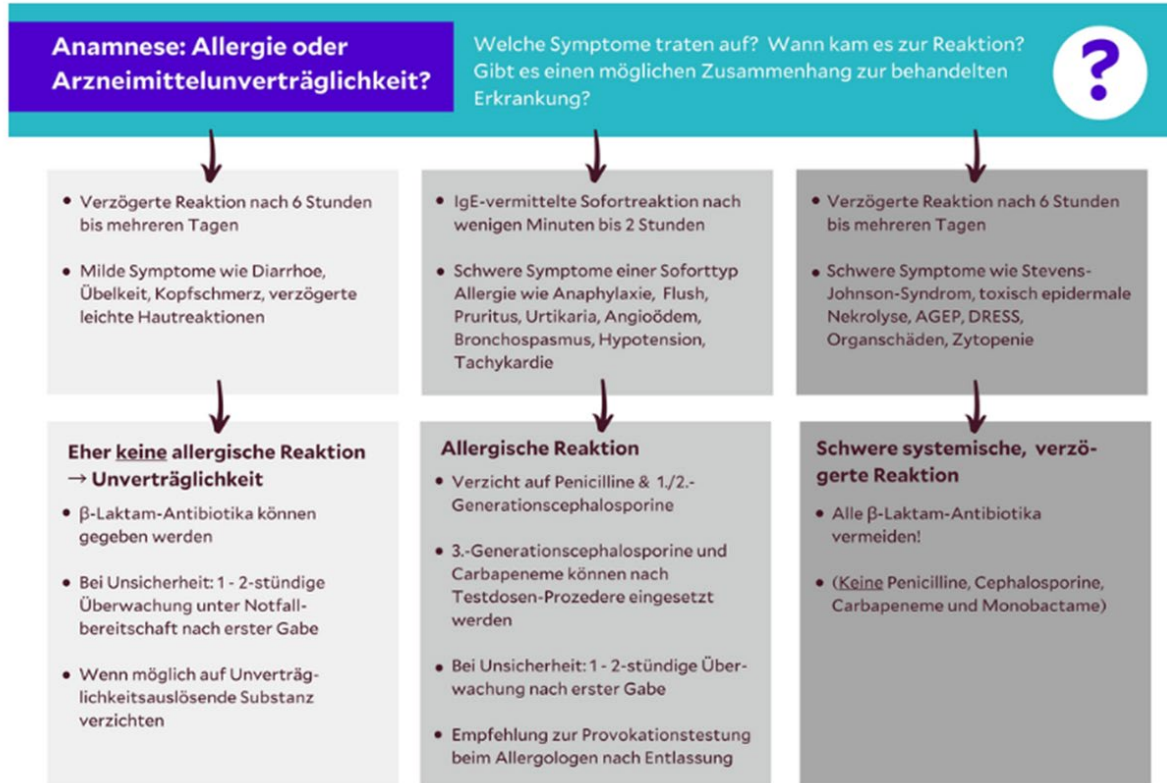 Anamnese: Allergie oder
Arzneimittelunverträglichkeit?
Welche Symptome traten auf? Wann kam es zur Reaktion?
Gibt es einen möglichen Zusammenhang zur behandelten
Erkrankung?
?
• Verzögerte Reaktion nach 6 Stunden
bis mehreren Tagen
• Milde Symptome wie Diarrhoe,
Übelkeit, Kopfschmerz, verzögerte
leichte Hautreaktionen
• IgE-vermittelte Sofortreaktion nach
wenigen Minuten bis 2 Stunden
• Schwere Symptome einer Soforttyp
Allergie wie Anaphylaxie, Flush,
Pruritus, Urtikaria, Angioödem,
Bronchospasmus, Hypotension,
Tachykardie
• Verzögerte Reaktion nach 6 Stunden
bis mehreren Tagen
• Schwere Symptome wie Stevens-
Johnson-Syndrom, toxisch epidermale
Nekrolyse, AGEP, DRESS,
Organschäden, Zytopenie
Eher keine allergische Reaktion
→ Unverträglichkeit
• β-Laktam-Antibiotika können
gegeben werden
• Bei Unsicherheit: 1 - 2-stündige
Überwachung unter Notfall-
bereitschaft nach erster Gabe
• Wenn möglich auf Unverträg-
lichkeitsauslösende Substanz
verzichten
Allergische Reaktion
• Verzicht auf Penicilline & 1./2.-
Generationscephalosporine
• 3.-Generationscephalosporine und
Carbapeneme können nach
Testdosen-Prozedere eingesetzt
werden
• Bei Unsicherheit: 1 - 2-stündige Über-
wachung nach erster Gabe
• Empfehlung zur Provokationstestung
beim Allergologen nach Entlassung
Schwere systemische, verzö-
gerte Reaktion
• Alle β-Laktam-Antibiotika
vermeiden!
• (Keine Penicilline, Cephalosporine,
Carbapeneme und Monobactame)